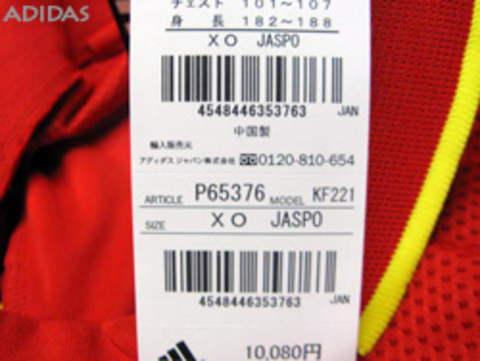 ADIDAS
チェスト 101～107
身長 182～188
XO JASPO
4548446353763 JAN
中国製
輸入販売元
アディダス ジャパン株式会社 0120-810-654
ARTICLE P65376 MODEL KF221
SIZE XO JASPO
4548446353763 JAN
10,080円